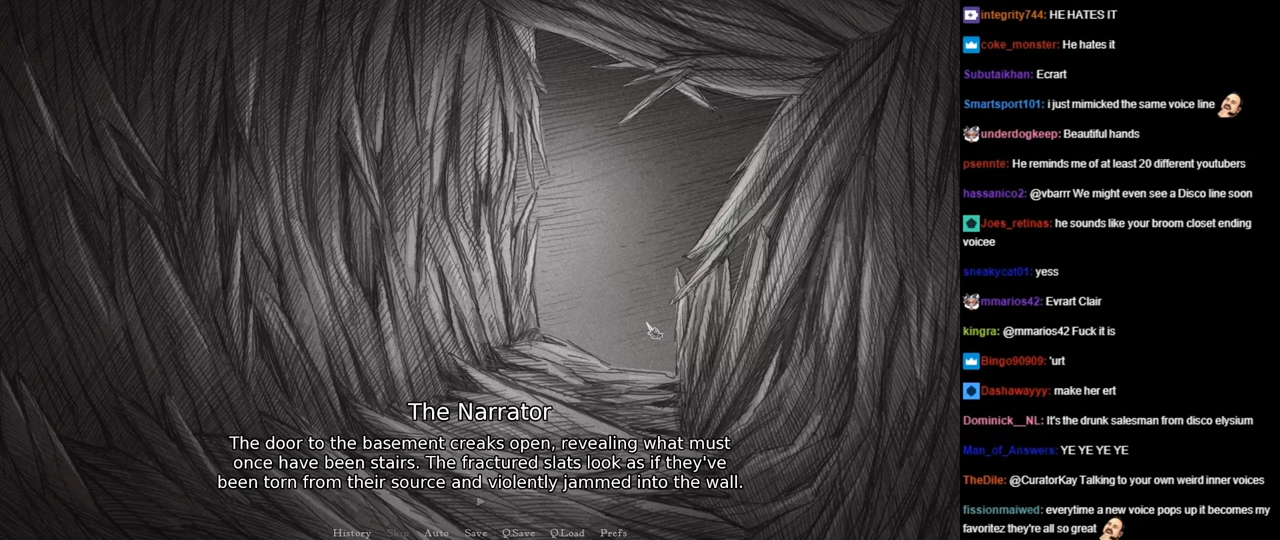 The Narrator
The door to the basement creaks open, revealing what must
once have been stairs. The fractured slats look as if they've
been torn from their source and violently jammed into the wall.
History Skip Auto Save Q.Save Q.Load Prefs
integrity744: HE HATES IT
coke_monster: He hates it
Subutaikhan: Ecrart
Smartsport101: i just mimicked the same voice line
underdogkeep: Beautiful hands
psennte: He reminds me of at least 20 different youtubers
hassanico2: @vbarrr We might even see a Disco line soon
Joes_retinas: he sounds like your broom closet ending
voicee
sneakycat01: yess
mmarios42: Evrart Clair
kingra: @mmarios42 Fuck it is
Bingo90909: 'urt
Dashawayyy: make her ert
Dominick__NL: It's the drunk salesman from disco elysium
Man_of_Answers: YE YE YE YE
TheDile: @CuratorKay Talking to your own weird inner voices
fissionmaiwed: everytime a new voice pops up it becomes my
favoritez they're all so great